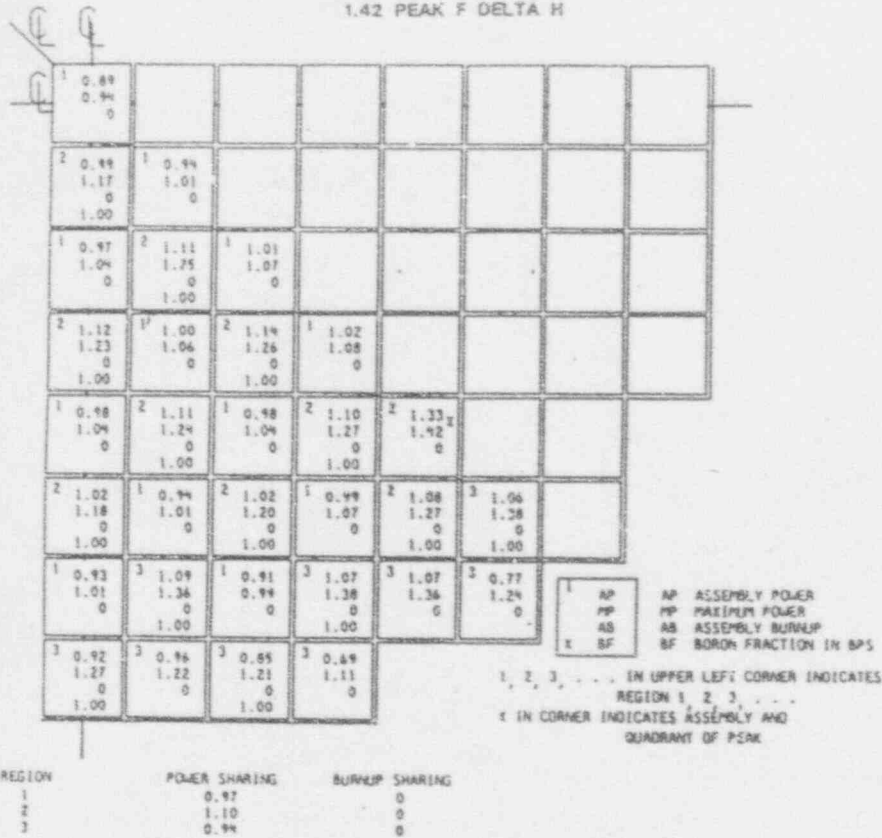 1.42 PEAK F DELTA H
1 0.89
0.94
0
2 0.99 1 0.94
1.17 1.01
0 0
1.00
1 0.97 2 1.11 1 1.01
1.04 1.25 1.07
0 0 0
1.00
2 1.12 1 1.00 2 1.14 1 1.02
1.23 1.06 1.26 1.08
0 0 0 0
1.00 1.00
1 0.98 2 1.11 1 0.98 2 1.10 2 1.33 x
1.04 1.24 1.04 1.27 1.42
0 0 0 0 0
1.00 1.00
2 1.02 1 0.94 2 1.02 1 0.99 2 1.08 3 1.06
1.18 1.01 1.20 1.07 1.27 1.38
0 0 0 0 0 0
1.00 1.00 1.00 1.00
1 0.93 3 1.09 1 0.91 3 1.07 3 1.07 3 0.77
1.01 1.36 0.99 1.38 1.36 1.24
0 0 0 0 0 0
1.00 1.00
3 0.92 3 0.96 3 0.85 3 0.69
1.27 1.22 1.21 1.11
0 0 0 0
1.00 1.00
1 AP AP ASSEMBLY POWER
MP MP MAXIMUM POWER
AB AB ASSEMBLY BURNUP
x BF BF BORON FRACTION IN BPS
1, 2, 3, . . . IN UPPER LEFT CORNER INDICATES
REGION 1, 2, 3, . . .
x IN CORNER INDICATES ASSEMBLY AND
QUADRANT OF PEAK
REGION POWER SHARING BURNUP SHARING
1 0.97 0
2 1.10 0
3 0.94 0